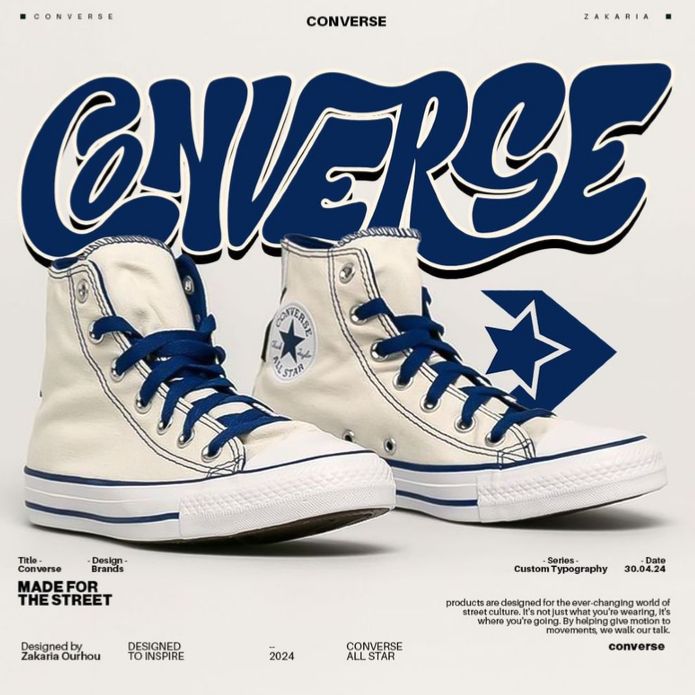 CONVERSE
CONVERSE
ZAKARIA
CONVERSE
CONVERSE
ALL STAR
Title -
Converse
- Design -
Brands
- Series -
Custom Typography
- Date
30.04.24
MADE FOR
THE STREET
products are designed for the ever-changing world of
street culture. It's not just what you're wearing, it's
where you're going. By helping give motion to
movements, we walk our talk.
converse
Designed by
Zakaria Ourhou
DESIGNED
TO INSPIRE
--
2024
CONVERSE
ALL STAR